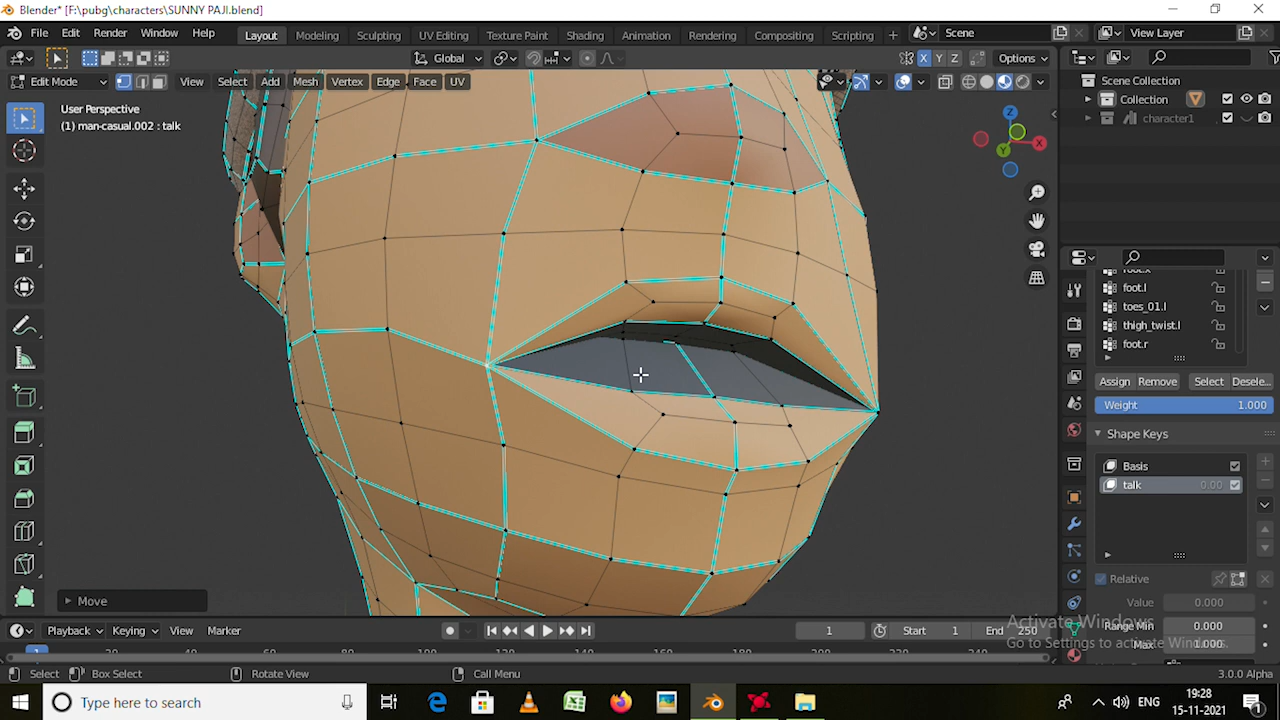 Blender* [F:\pubg\characters\SUNNY PAJI.blend]
File Edit Render Window Help Layout Modeling Sculpting UV Editing Texture Paint Shading Animation Rendering Compositing Scripting + Scene View Layer
Global X Y Z Options
Edit Mode View Select Add Mesh Vertex Edge Face UV
Scene Collection
Collection
character1
User Perspective
(1) man-casual.002 : talk
Z
X
Y
foot.l
toes_01.l
thigh_twist.l
foot.r
Assign Remove Select Desele...
Weight 1.000
Shape Keys
Basis
talk 0.00
Relative
Value 0.000
Range Min 0.000
Max 1.000
Activate Windows
Go to Settings to activate Windows.
Move
Playback Keying View Marker 1 Start 1 End 250
1
Select Box Select Rotate View Call Menu 3.0.0 Alpha
Type here to search
ENG
19:28
15-11-2021
1